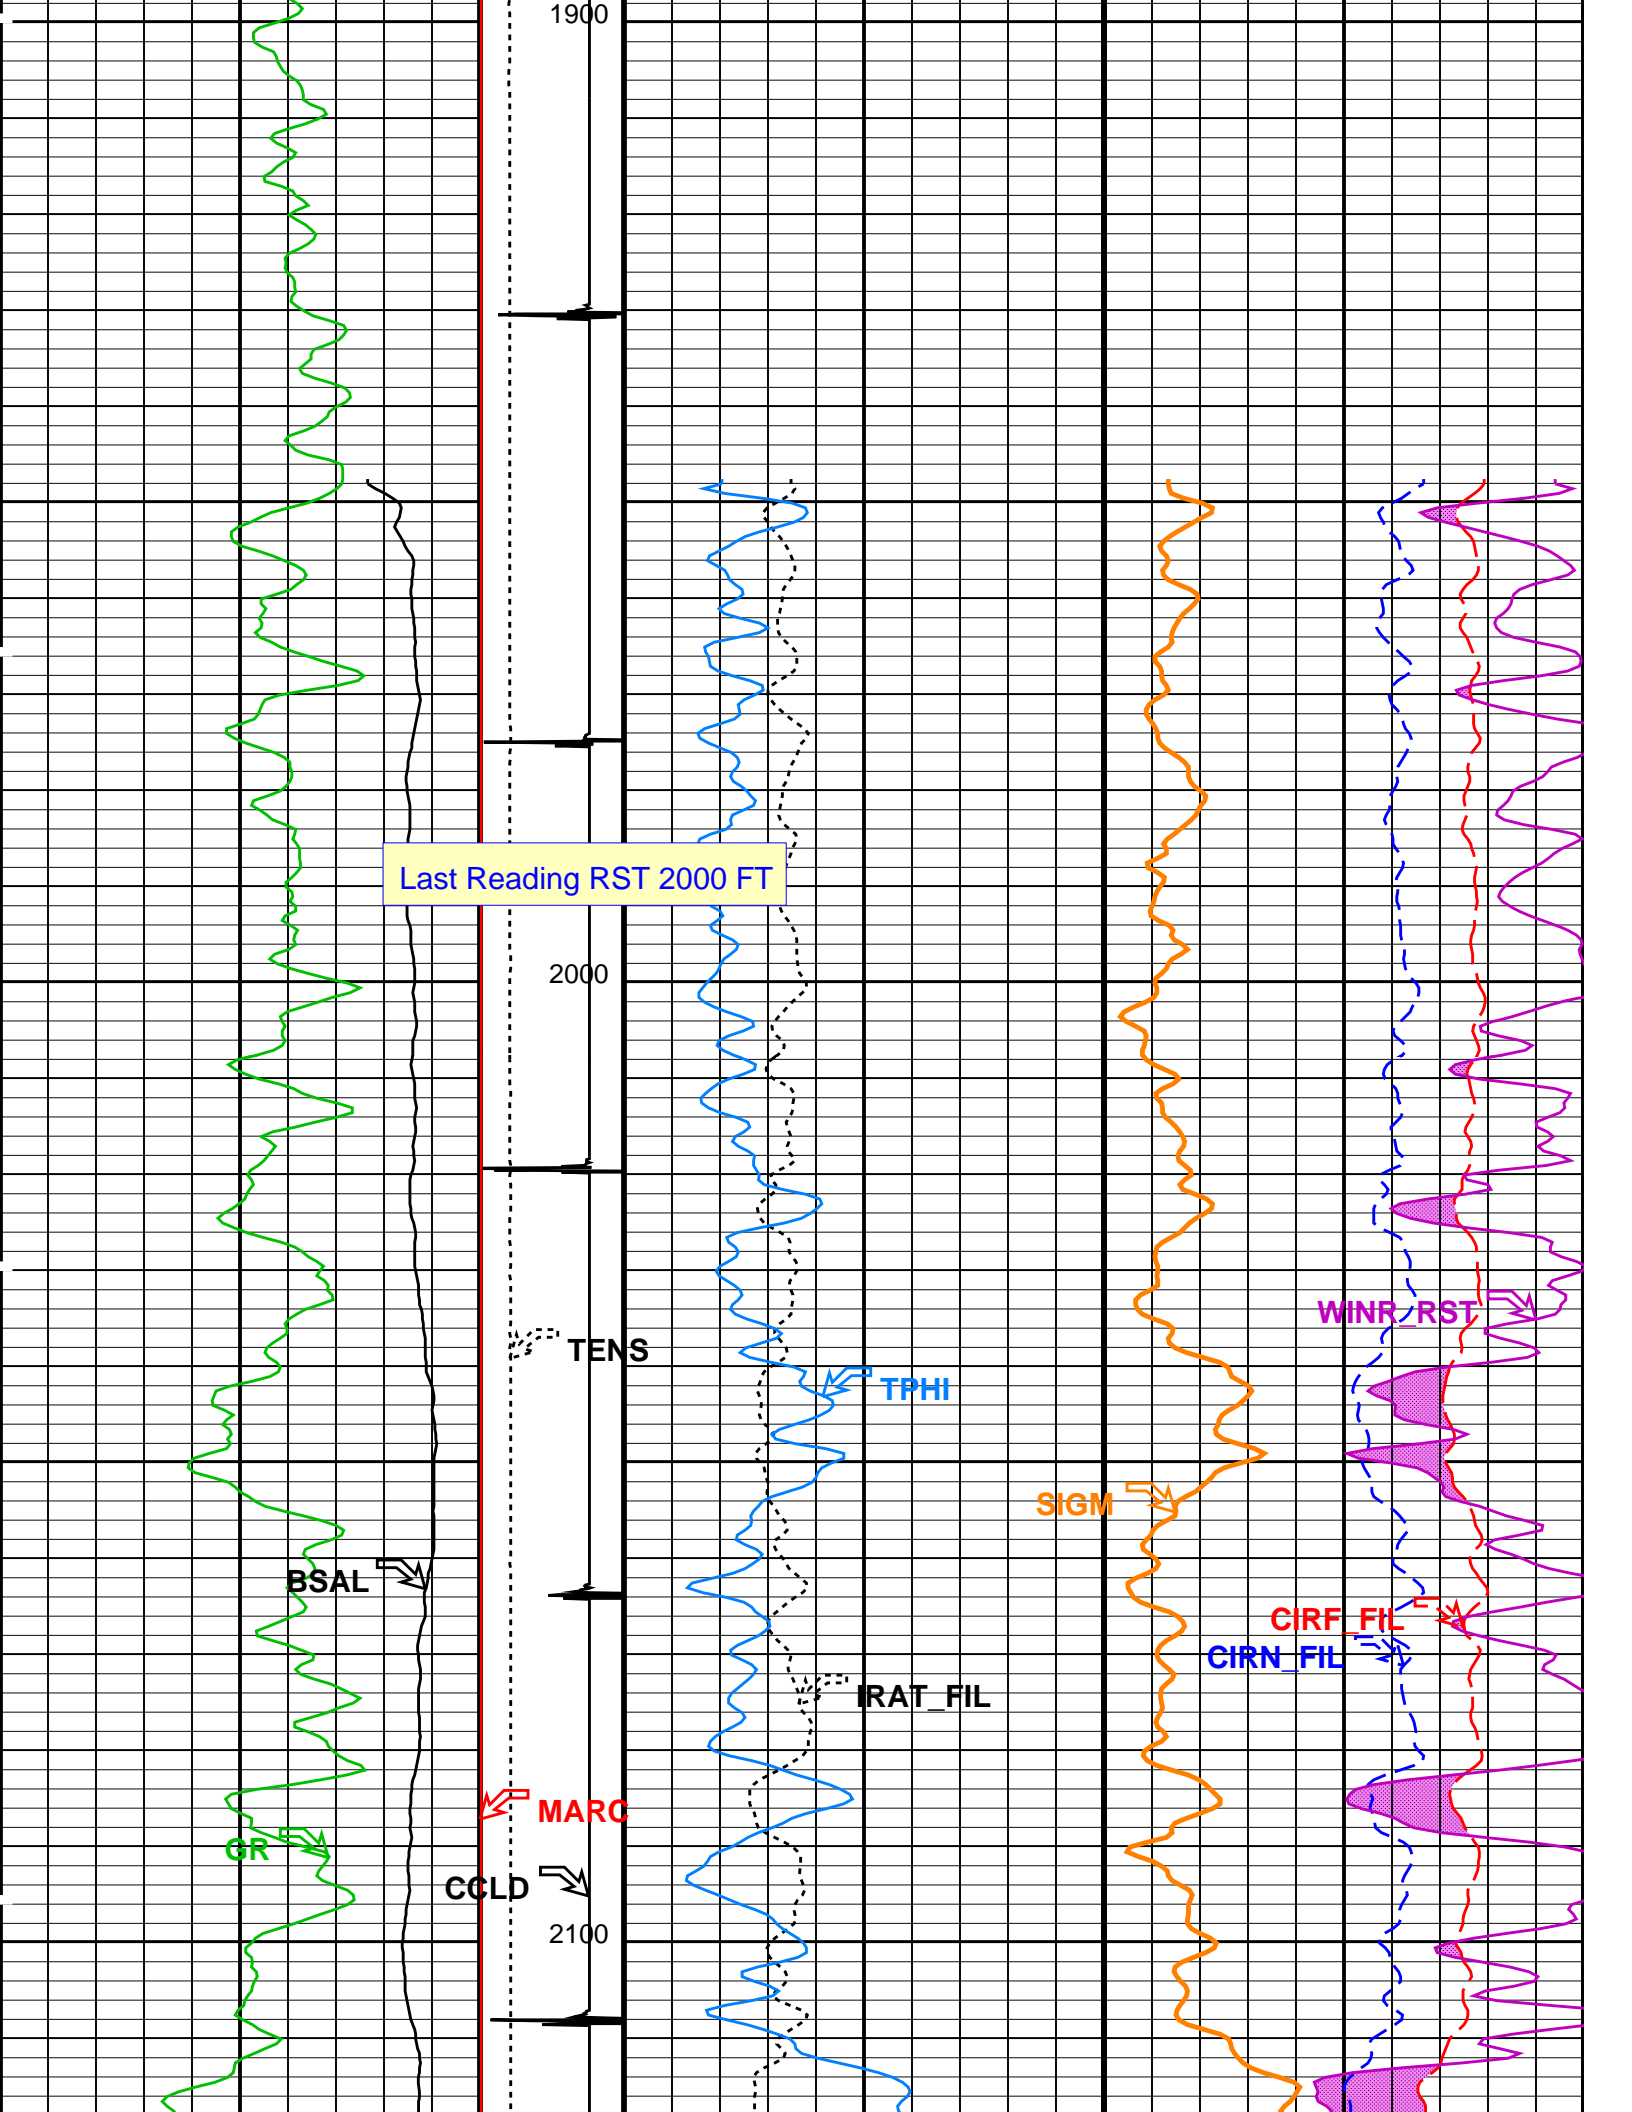 1900
Last Reading RST 2000 FT
2000
WINR_RST
TENS
TPHI
SIGM
BSAL
CIRF_FIL
CIRN_FIL
IRAT_FIL
MARC
GR
CCLD
2100